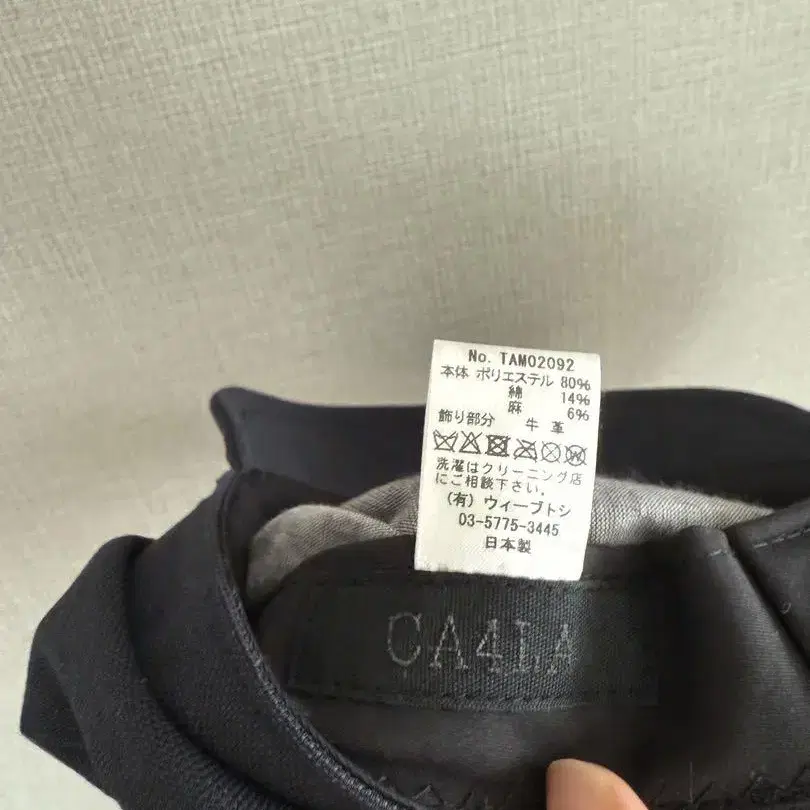 No. TAM02092
本体 ポリエステル 80%
綿 14%
麻 6%
飾り部分 牛 革
洗濯はクリーニング店
にご相談下さい.
(有) ウィーブトシ
03-5775-3445
日本製
CA4LA